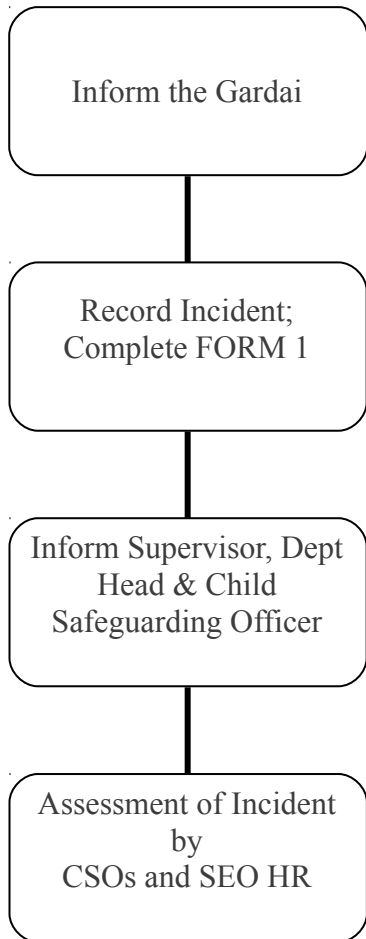 Inform the Gardai
Record Incident;
Complete FORM 1
Inform Supervisor, Dept
Head & Child
Safeguarding Officer
Assessment of Incident
by
CSOs and SEO HR